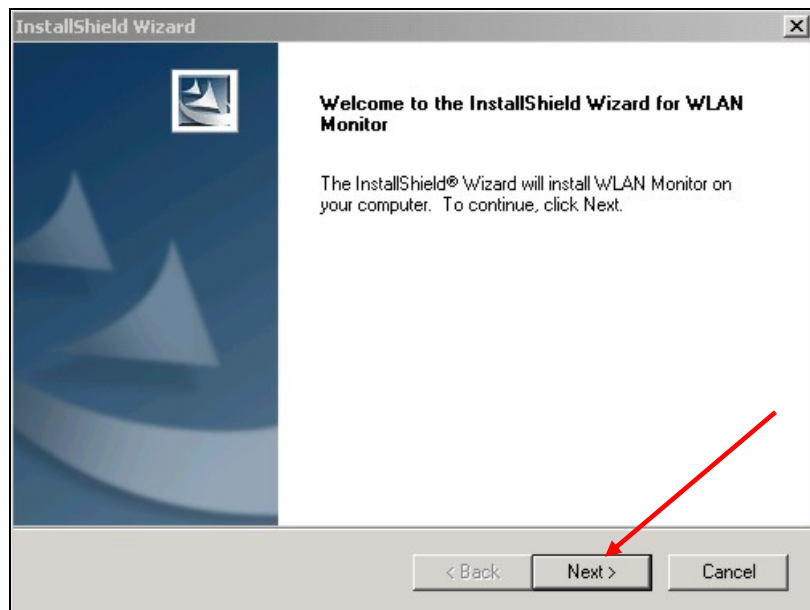 InstallShield Wizard
Welcome to the InstallShield Wizard for WLAN
Monitor
The InstallShield® Wizard will install WLAN Monitor on
your computer.  To continue, click Next.
< Back
Next >
Cancel